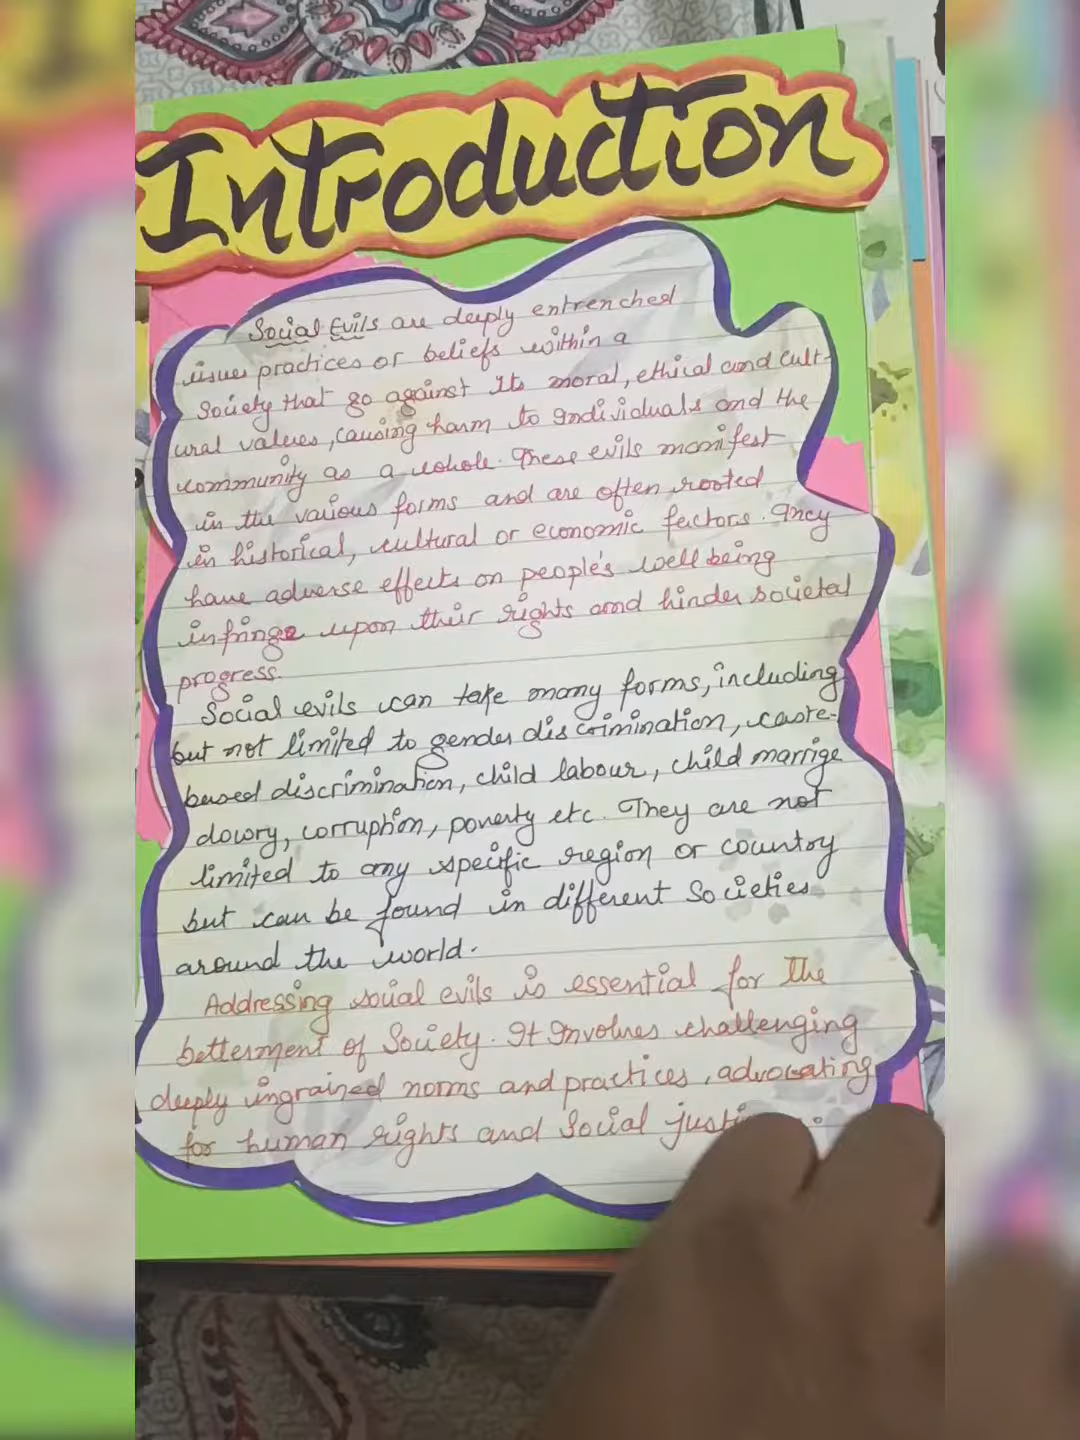 Introduction
Social Evils are deeply entrenched
issues practices or beliefs within a
Society that go against Its moral, ethical and cult-
ural values, causing harm to Individuals and the
community as a whole. These evils manifest
in the various forms and are often rooted
in historical, cultural or economic factors. They
have adverse effects on people's well being
infringe upon their rights and hinder societal
progress.
Social evils can take many forms, including
but not limited to gender discrimination, caste-
based discrimination, child labour, child marrige
dowry, corruption, poverty etc. They are not
limited to any specific region or country
but can be found in different Societies
around the world.
Addressing social evils is essential for The
betterment of Society. It Involves challenging
deeply ingrained norms and practices, advocating
for human rights and Social